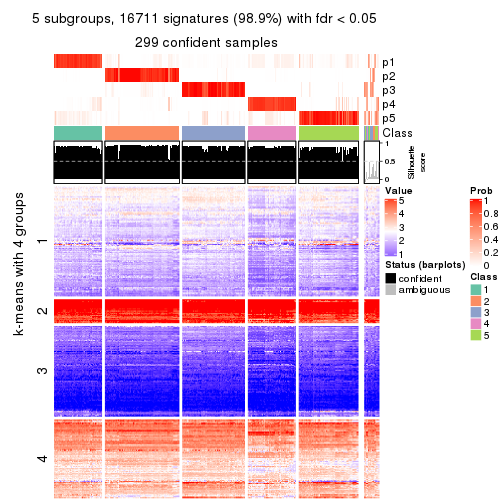 5 subgroups, 16711 signatures (98.9%) with fdr < 0.05
299 confident samples
p1
p2
p3
p4
p5
Class
1
0.5
0
Silhouette
score
k-means with 4 groups
1
2
3
4
Value
5
4
3
2
1
Status (barplots)
confident
ambiguous
Prob
1
0.8
0.6
0.4
0.2
0
Class
1
2
3
4
5